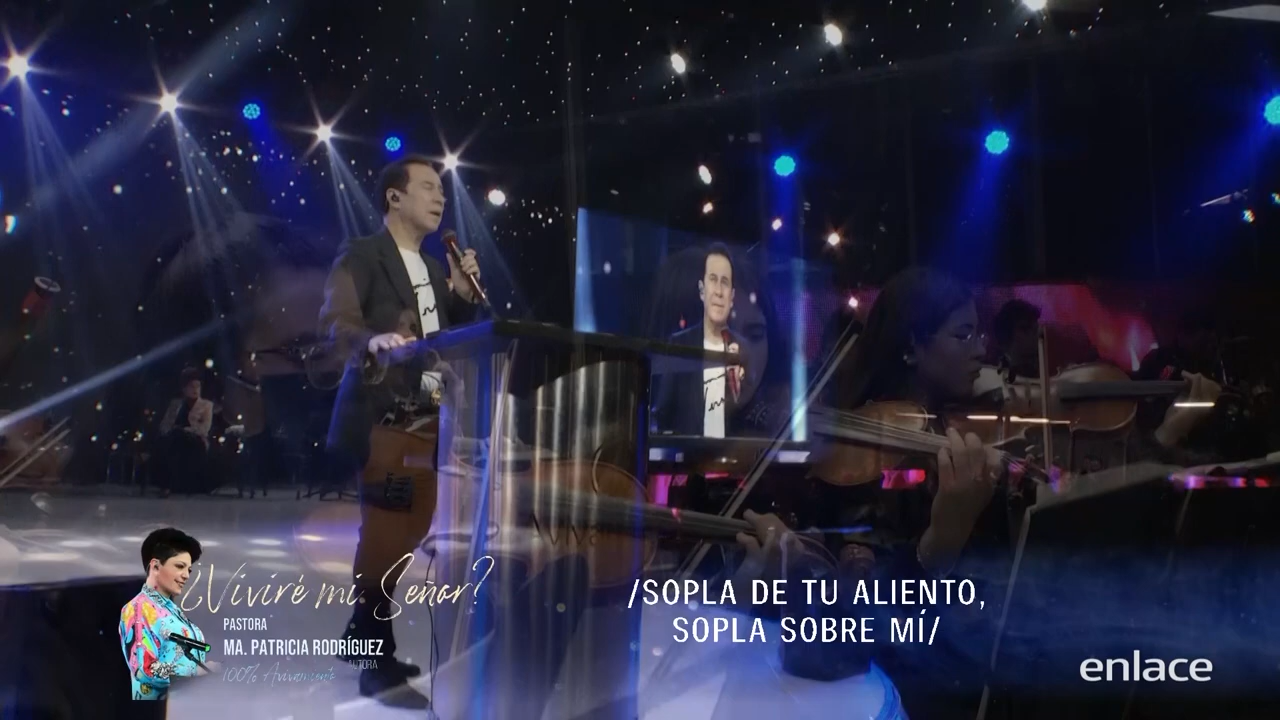 ¿Viviré mi Señor?
PASTORA
MA. PATRICIA RODRÍGUEZ
AUTORA
100% Avivamiento
/SOPLA DE TU ALIENTO,
SOPLA SOBRE MÍ/
enlace